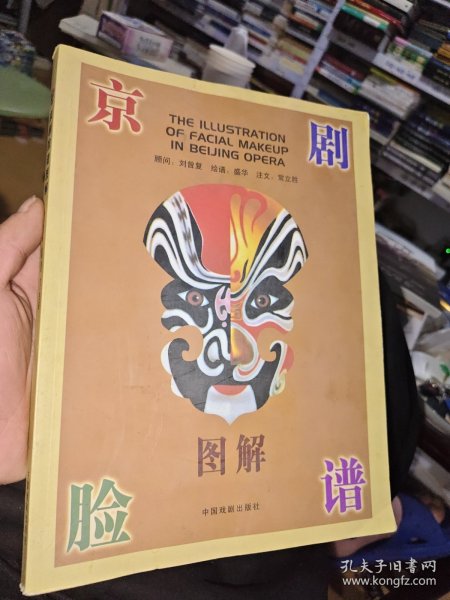 京
剧
THE ILLUSTRATION
OF FACIAL MAKEUP
IN BEIJING OPERA
顾问：刘曾复 绘谱：盛华 注文：常立胜
图解
脸
谱
中国戏剧出版社
孔夫子旧书网
www.kongfz.com